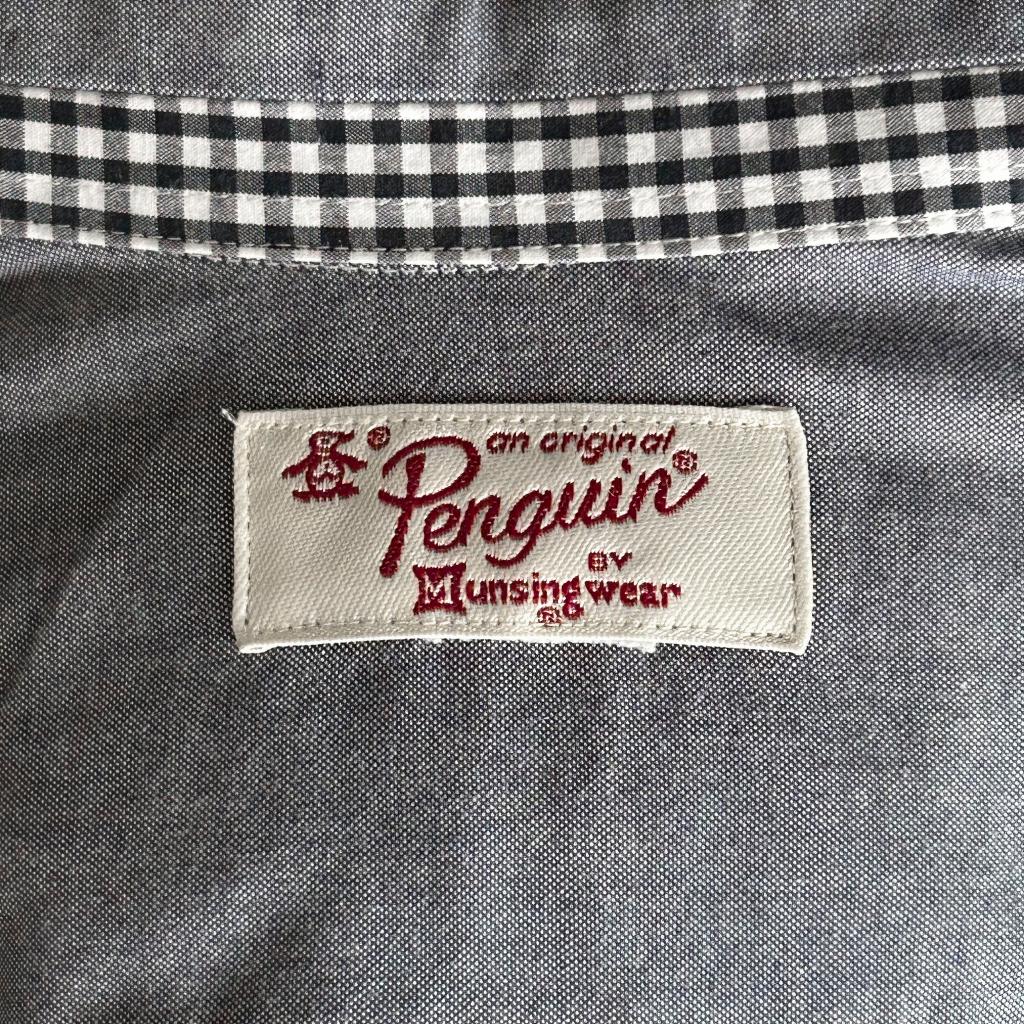 ® an original
Penguin®
BY
Munsingwear
®